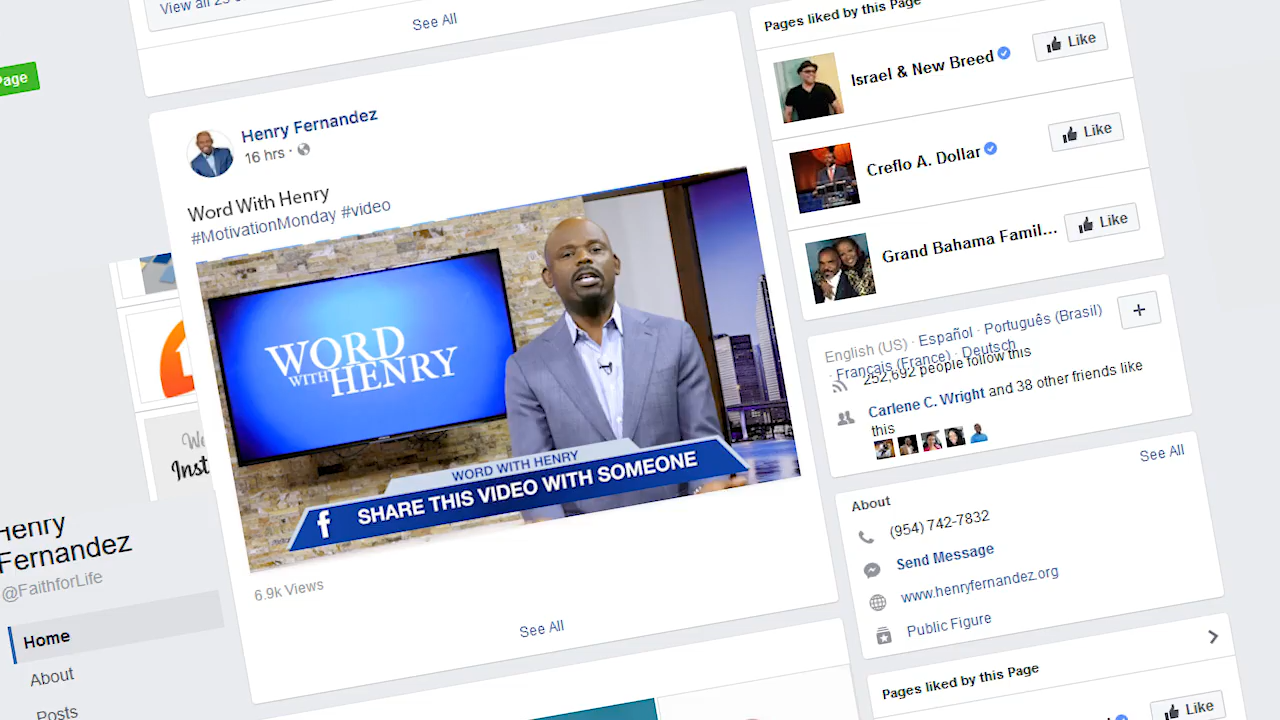 View all 25
See All
Page
Henry Fernandez
16 hrs ·
Word With Henry
#MotivationMonday #video
WORD
WITH HENRY
WORD WITH HENRY
f SHARE THIS VIDEO WITH SOMEONE
6.9k Views
See All
Inst
Henry
Fernandez
@FaithforLife
Home
About
Posts
Pages liked by this Page
Israel & New Breed
Like
Creflo A. Dollar
Like
Grand Bahama Famil...
Like
English (US) · Español · Português (Brasil)
· Français (France) · Deutsch
+
252,692 people follow this
Carlene C. Wright and 38 other friends like
this
See All
About
(954) 742-7832
Send Message
www.henryfernandez.org
Public Figure
Pages liked by this Page
Like